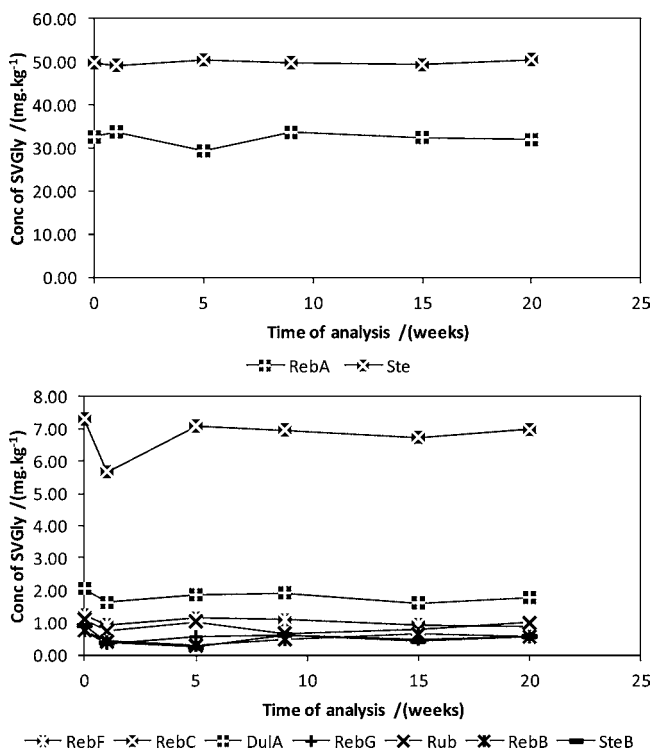 60.00
50.00
40.00
30.00
20.00
10.00
0.00
Conc of SVGly /(mg.kg-1)
0 5 10 15 20 25
Time of analysis /(weeks)
RebA Ste
8.00
7.00
6.00
5.00
4.00
3.00
2.00
1.00
0.00
Conc of SVGly /(mg.kg-1)
0 5 10 15 20 25
Time of analysis /(weeks)
RebF RebC DulA RebG Rub RebB SteB